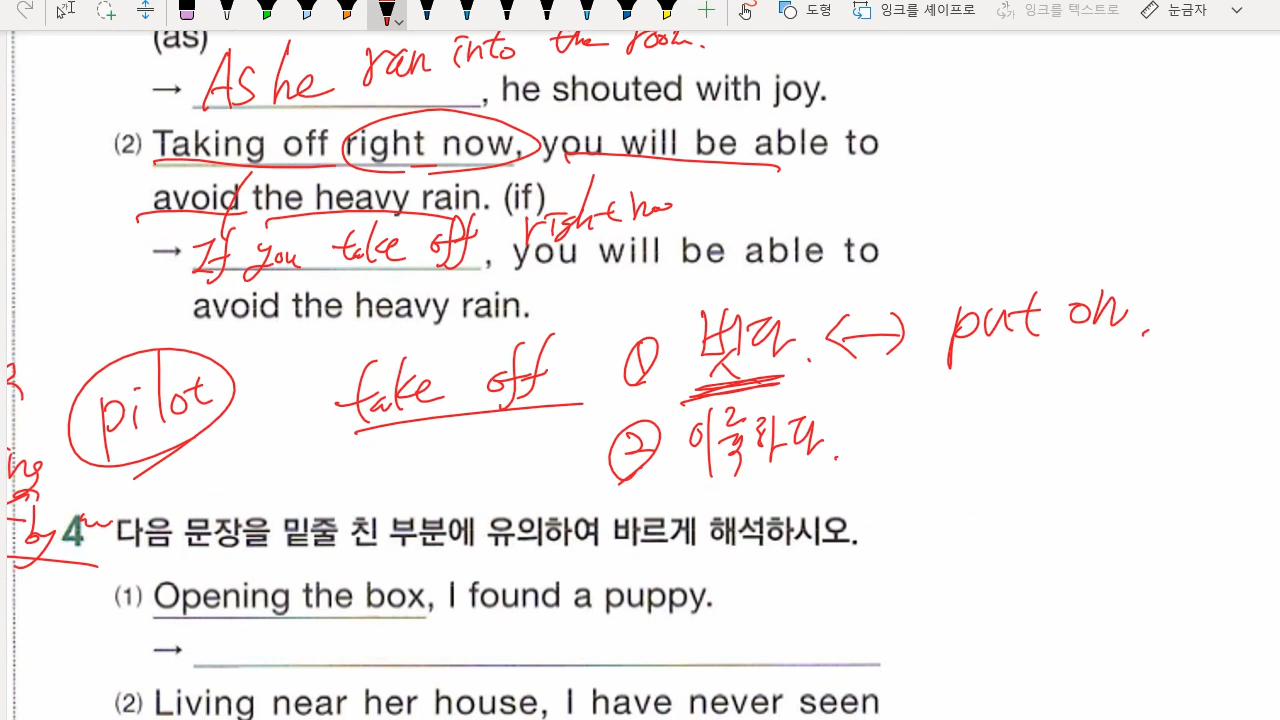 도형 잉크를 셰이프로 잉크를 텍스트로 눈금자
(as)
→ As he ran into the room. , he shouted with joy.
(2) Taking off right now, you will be able to
avoid the heavy rain. (if)
→ If you take off right now , you will be able to
avoid the heavy rain.
pilot take off ① 벗다. ↔ put on.
② 이륙하다.
ing
by
4 다음 문장을 밑줄 친 부분에 유의하여 바르게 해석하시오.
(1) Opening the box, I found a puppy.
→
(2) Living near her house, I have never seen